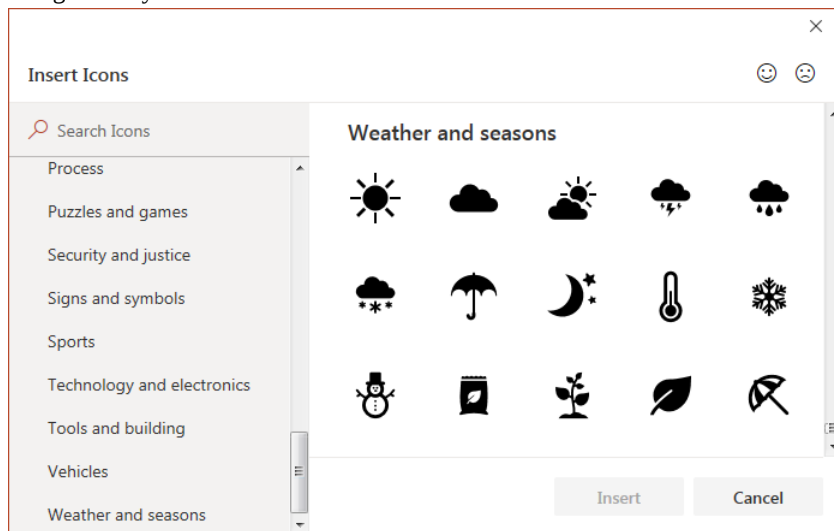 Insert Icons
Search Icons
Process
Puzzles and games
Security and justice
Signs and symbols
Sports
Technology and electronics
Tools and building
Vehicles
Weather and seasons
Weather and seasons
Insert
Cancel